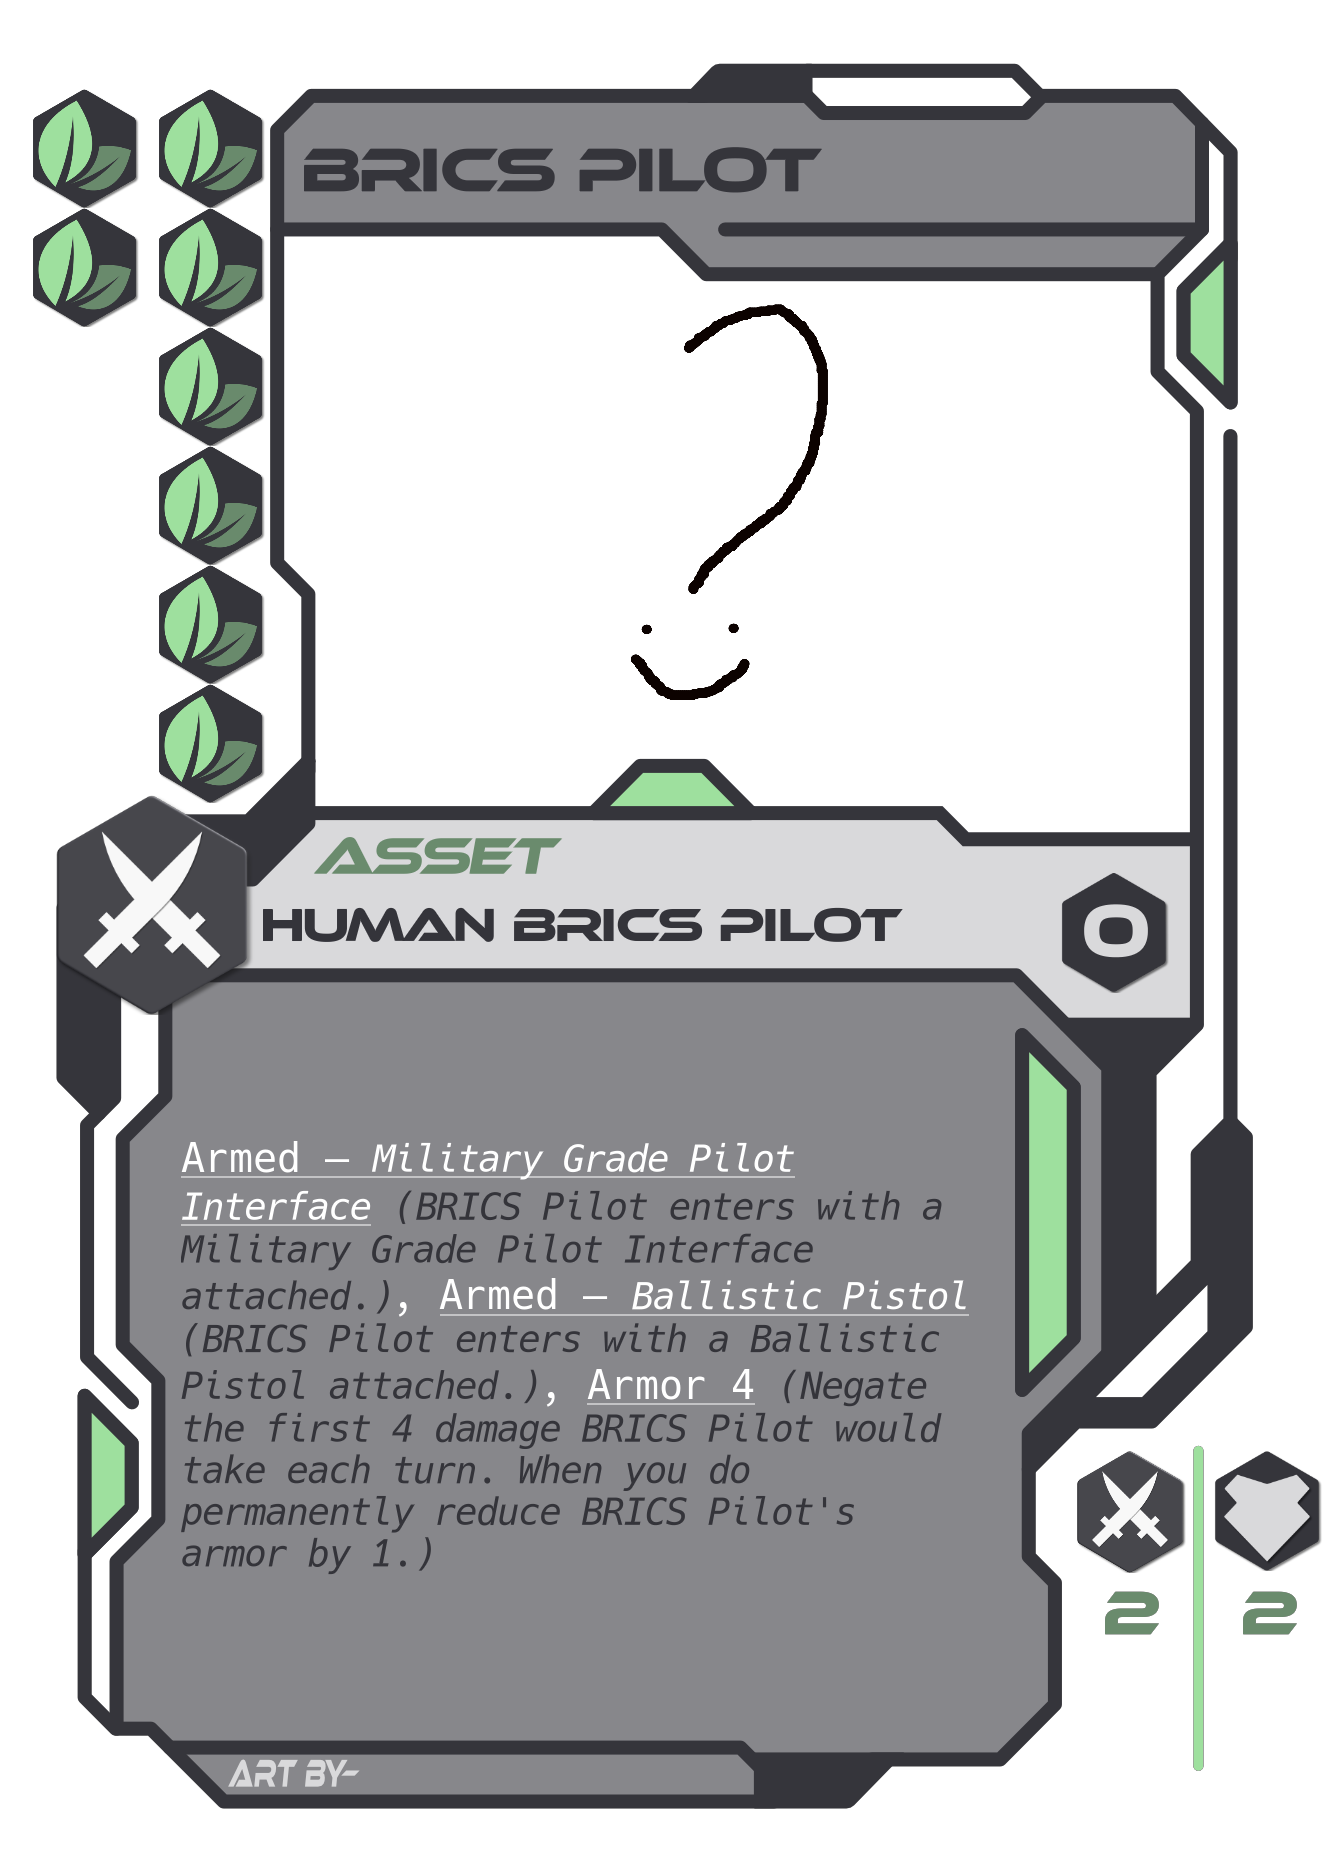 BRICS PILOT
ASSET
HUMAN BRICS PILOT
0
Armed – Military Grade Pilot
Interface (BRICS Pilot enters with a
Military Grade Pilot Interface
attached.), Armed – Ballistic Pistol
(BRICS Pilot enters with a Ballistic
Pistol attached.), Armor 4 (Negate
the first 4 damage BRICS Pilot would
take each turn. When you do
permanently reduce BRICS Pilot's
armor by 1.)
2 2
ART BY-